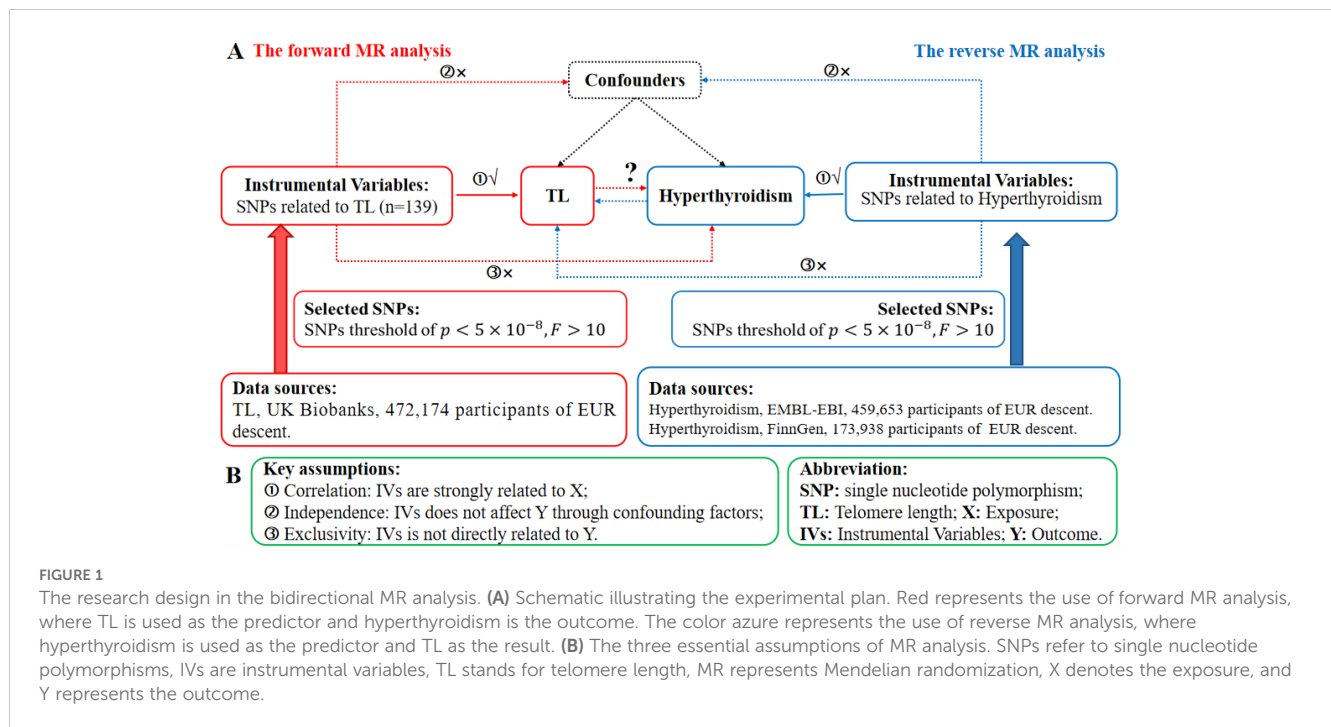 A The forward MR analysis
The reverse MR analysis
②×
②×
Confounders
Instrumental Variables:
SNPs related to TL (n=139)
①√
TL
?
Hyperthyroidism
①√
Instrumental Variables:
SNPs related to Hyperthyroidism
③×
③×
Selected SNPs:
SNPs threshold of p < 5 × 10⁻⁸, F > 10
Selected SNPs:
SNPs threshold of p < 5 × 10⁻⁸, F > 10
Data sources:
TL, UK Biobanks, 472,174 participants of EUR
descent.
Data sources:
Hyperthyroidism, EMBL-EBI, 459,653 participants of EUR descent.
Hyperthyroidism, FinnGen, 173,938 participants of EUR descent.
B
Key assumptions:
① Correlation: IVs are strongly related to X;
② Independence: IVs does not affect Y through confounding factors;
③ Exclusivity: IVs is not directly related to Y.
Abbreviation:
SNP: single nucleotide polymorphism;
TL: Telomere length; X: Exposure;
IVs: Instrumental Variables; Y: Outcome.
FIGURE 1
The research design in the bidirectional MR analysis. (A) Schematic illustrating the experimental plan. Red represents the use of forward MR analysis,
where TL is used as the predictor and hyperthyroidism is the outcome. The color azure represents the use of reverse MR analysis, where
hyperthyroidism is used as the predictor and TL as the result. (B) The three essential assumptions of MR analysis. SNPs refer to single nucleotide
polymorphisms, IVs are instrumental variables, TL stands for telomere length, MR represents Mendelian randomization, X denotes the exposure, and
Y represents the outcome.